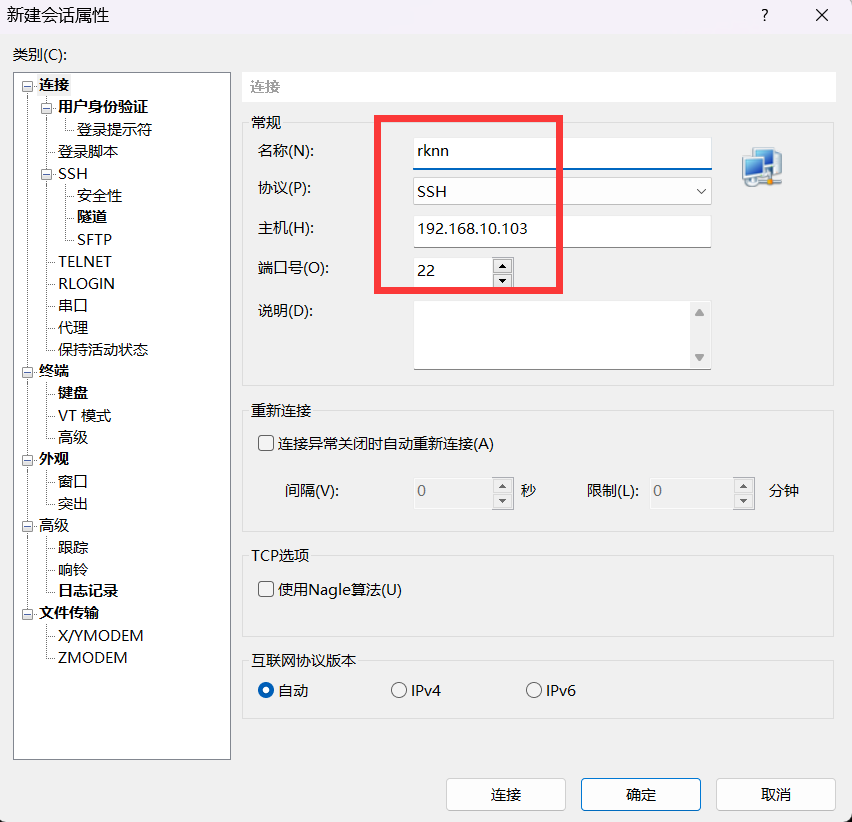 新建会话属性
?
类别(C):
连接
用户身份验证
登录提示符
登录脚本
SSH
安全性
隧道
SFTP
TELNET
RLOGIN
串口
代理
保持活动状态
终端
键盘
VT 模式
高级
外观
窗口
突出
高级
跟踪
响铃
日志记录
文件传输
X/YMODEM
ZMODEM
连接
常规
名称(N): rknn
协议(P): SSH
主机(H): 192.168.10.103
端口号(O): 22
说明(D):
重新连接
连接异常关闭时自动重新连接(A)
间隔(V): 0 秒 限制(L): 0 分钟
TCP选项
使用Nagle算法(U)
互联网协议版本
自动 IPv4 IPv6
连接 确定 取消